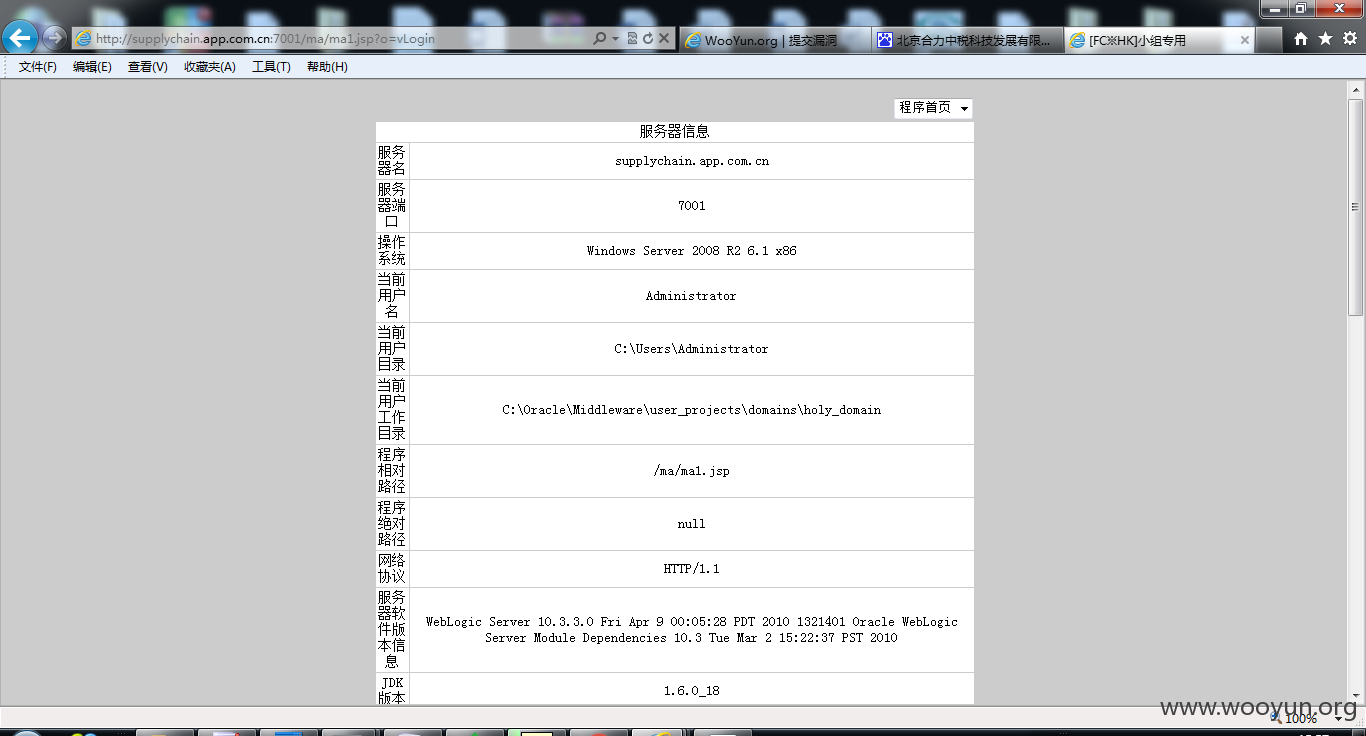 http://supplychain.app.com.cn:7001/ma/ma1.jsp?o=vLogin
WooYun.org | 提交漏洞
北京合力中税科技发展有限...
[FC※HK]小组专用
文件(F) 编辑(E) 查看(V) 收藏夹(A) 工具(T) 帮助(H)
程序首页
服务器信息
服务
器名
supplychain.app.com.cn
服务
器端
口
7001
操作
系统
Windows Server 2008 R2 6.1 x86
当前
用户
名
Administrator
当前
用户
目录
C:\Users\Administrator
当前
用户
工作
目录
C:\Oracle\Middleware\user_projects\domains\holy_domain
程序
相对
路径
/ma/ma1.jsp
程序
绝对
路径
null
网络
协议
HTTP/1.1
服务
器软
件版
本信
息
WebLogic Server 10.3.3.0 Fri Apr 9 00:05:28 PDT 2010 1321401 Oracle WebLogic
Server Module Dependencies 10.3 Tue Mar 2 15:22:37 PST 2010
JDK
版本
1.6.0_18
www.wooyun.org
100%